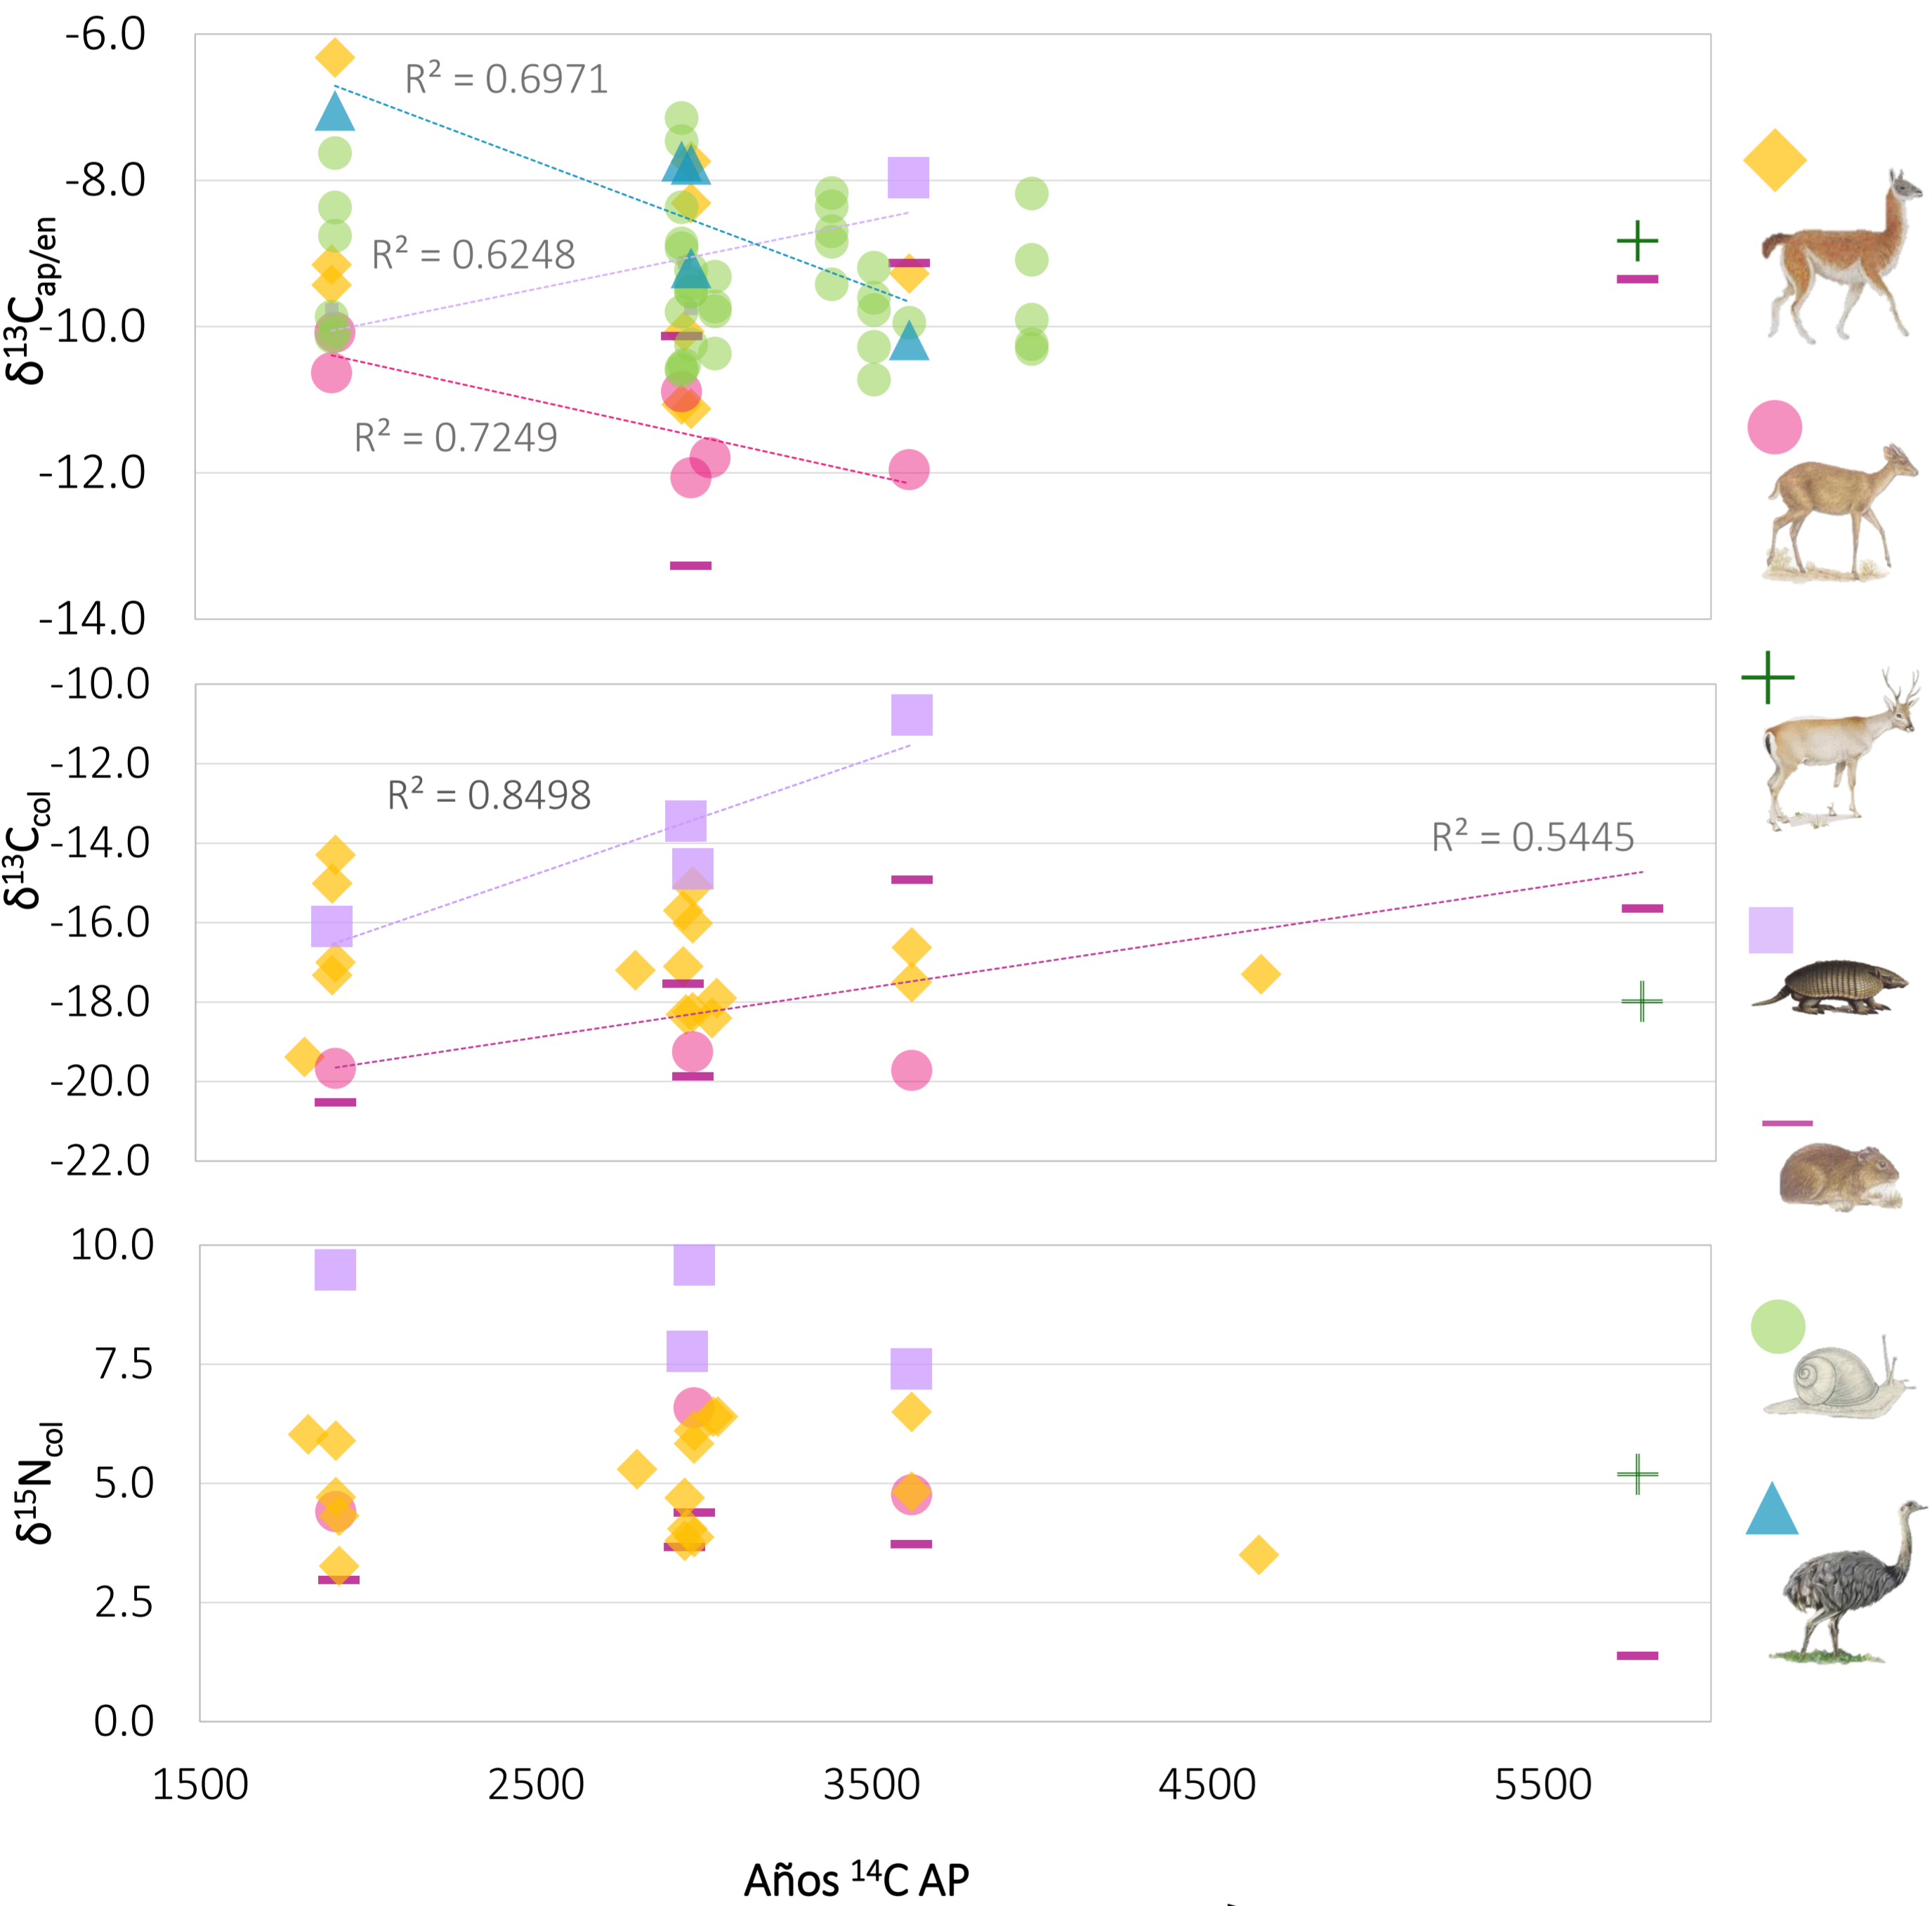 -6.0
R² = 0.6971
-8.0
R² = 0.6248
δ¹³Cap/en
-10.0
R² = 0.7249
-12.0
-14.0
-10.0
-12.0
R² = 0.8498
δ¹³Ccol
-14.0
R² = 0.5445
-16.0
-18.0
-20.0
-22.0
10.0
7.5
δ¹⁵Ncol
5.0
2.5
0.0
1500 2500 3500 4500 5500
Años ¹⁴C AP